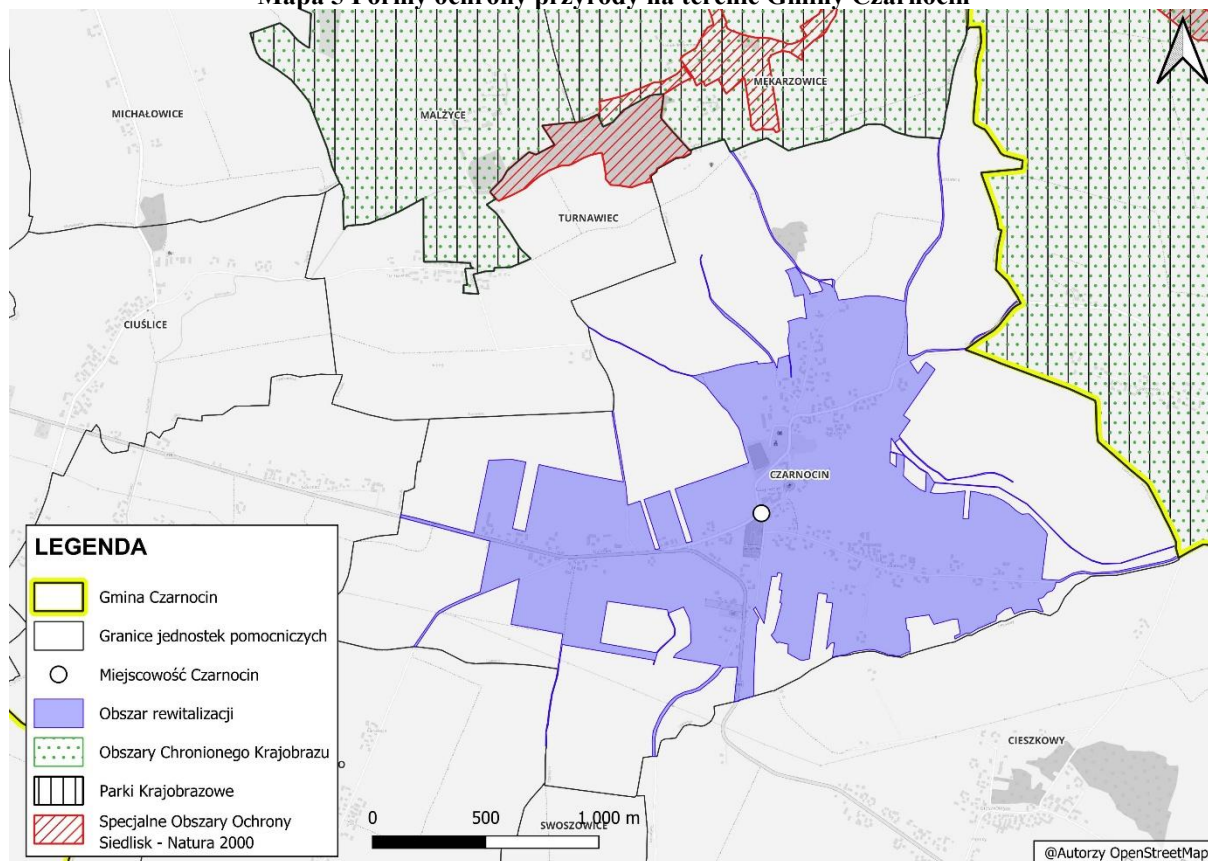 Mapa 5 Formy ochrony przyrody na terenie Gminy Czarnocin
MICHAŁOWICE
MALŻYCE
MĘKARZOWICE
TURNAWIEC
CIUŚLICE
CZARNOCIN
LEGENDA
Gmina Czarnocin
Granice jednostek pomocniczych
Miejscowość Czarnocin
Obszar rewitalizacji
Obszary Chronionego Krajobrazu
Parki Krajobrazowe
Specjalne Obszary Ochrony
Siedlisk - Natura 2000
CIESZKOWY
0 500 1 000 m
SWOSZOWICE
@Autorzy OpenStreetMap